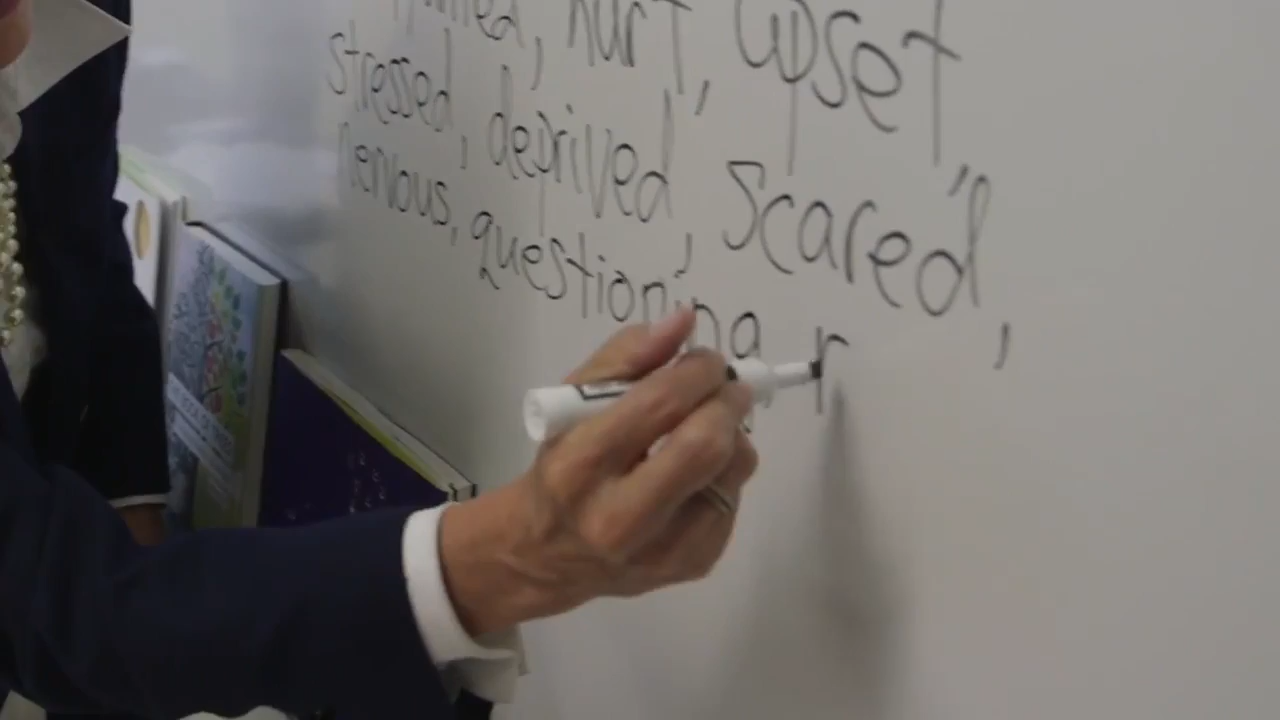 hurt, upset,
stressed, deprived, scared,
nervous, questioning, r